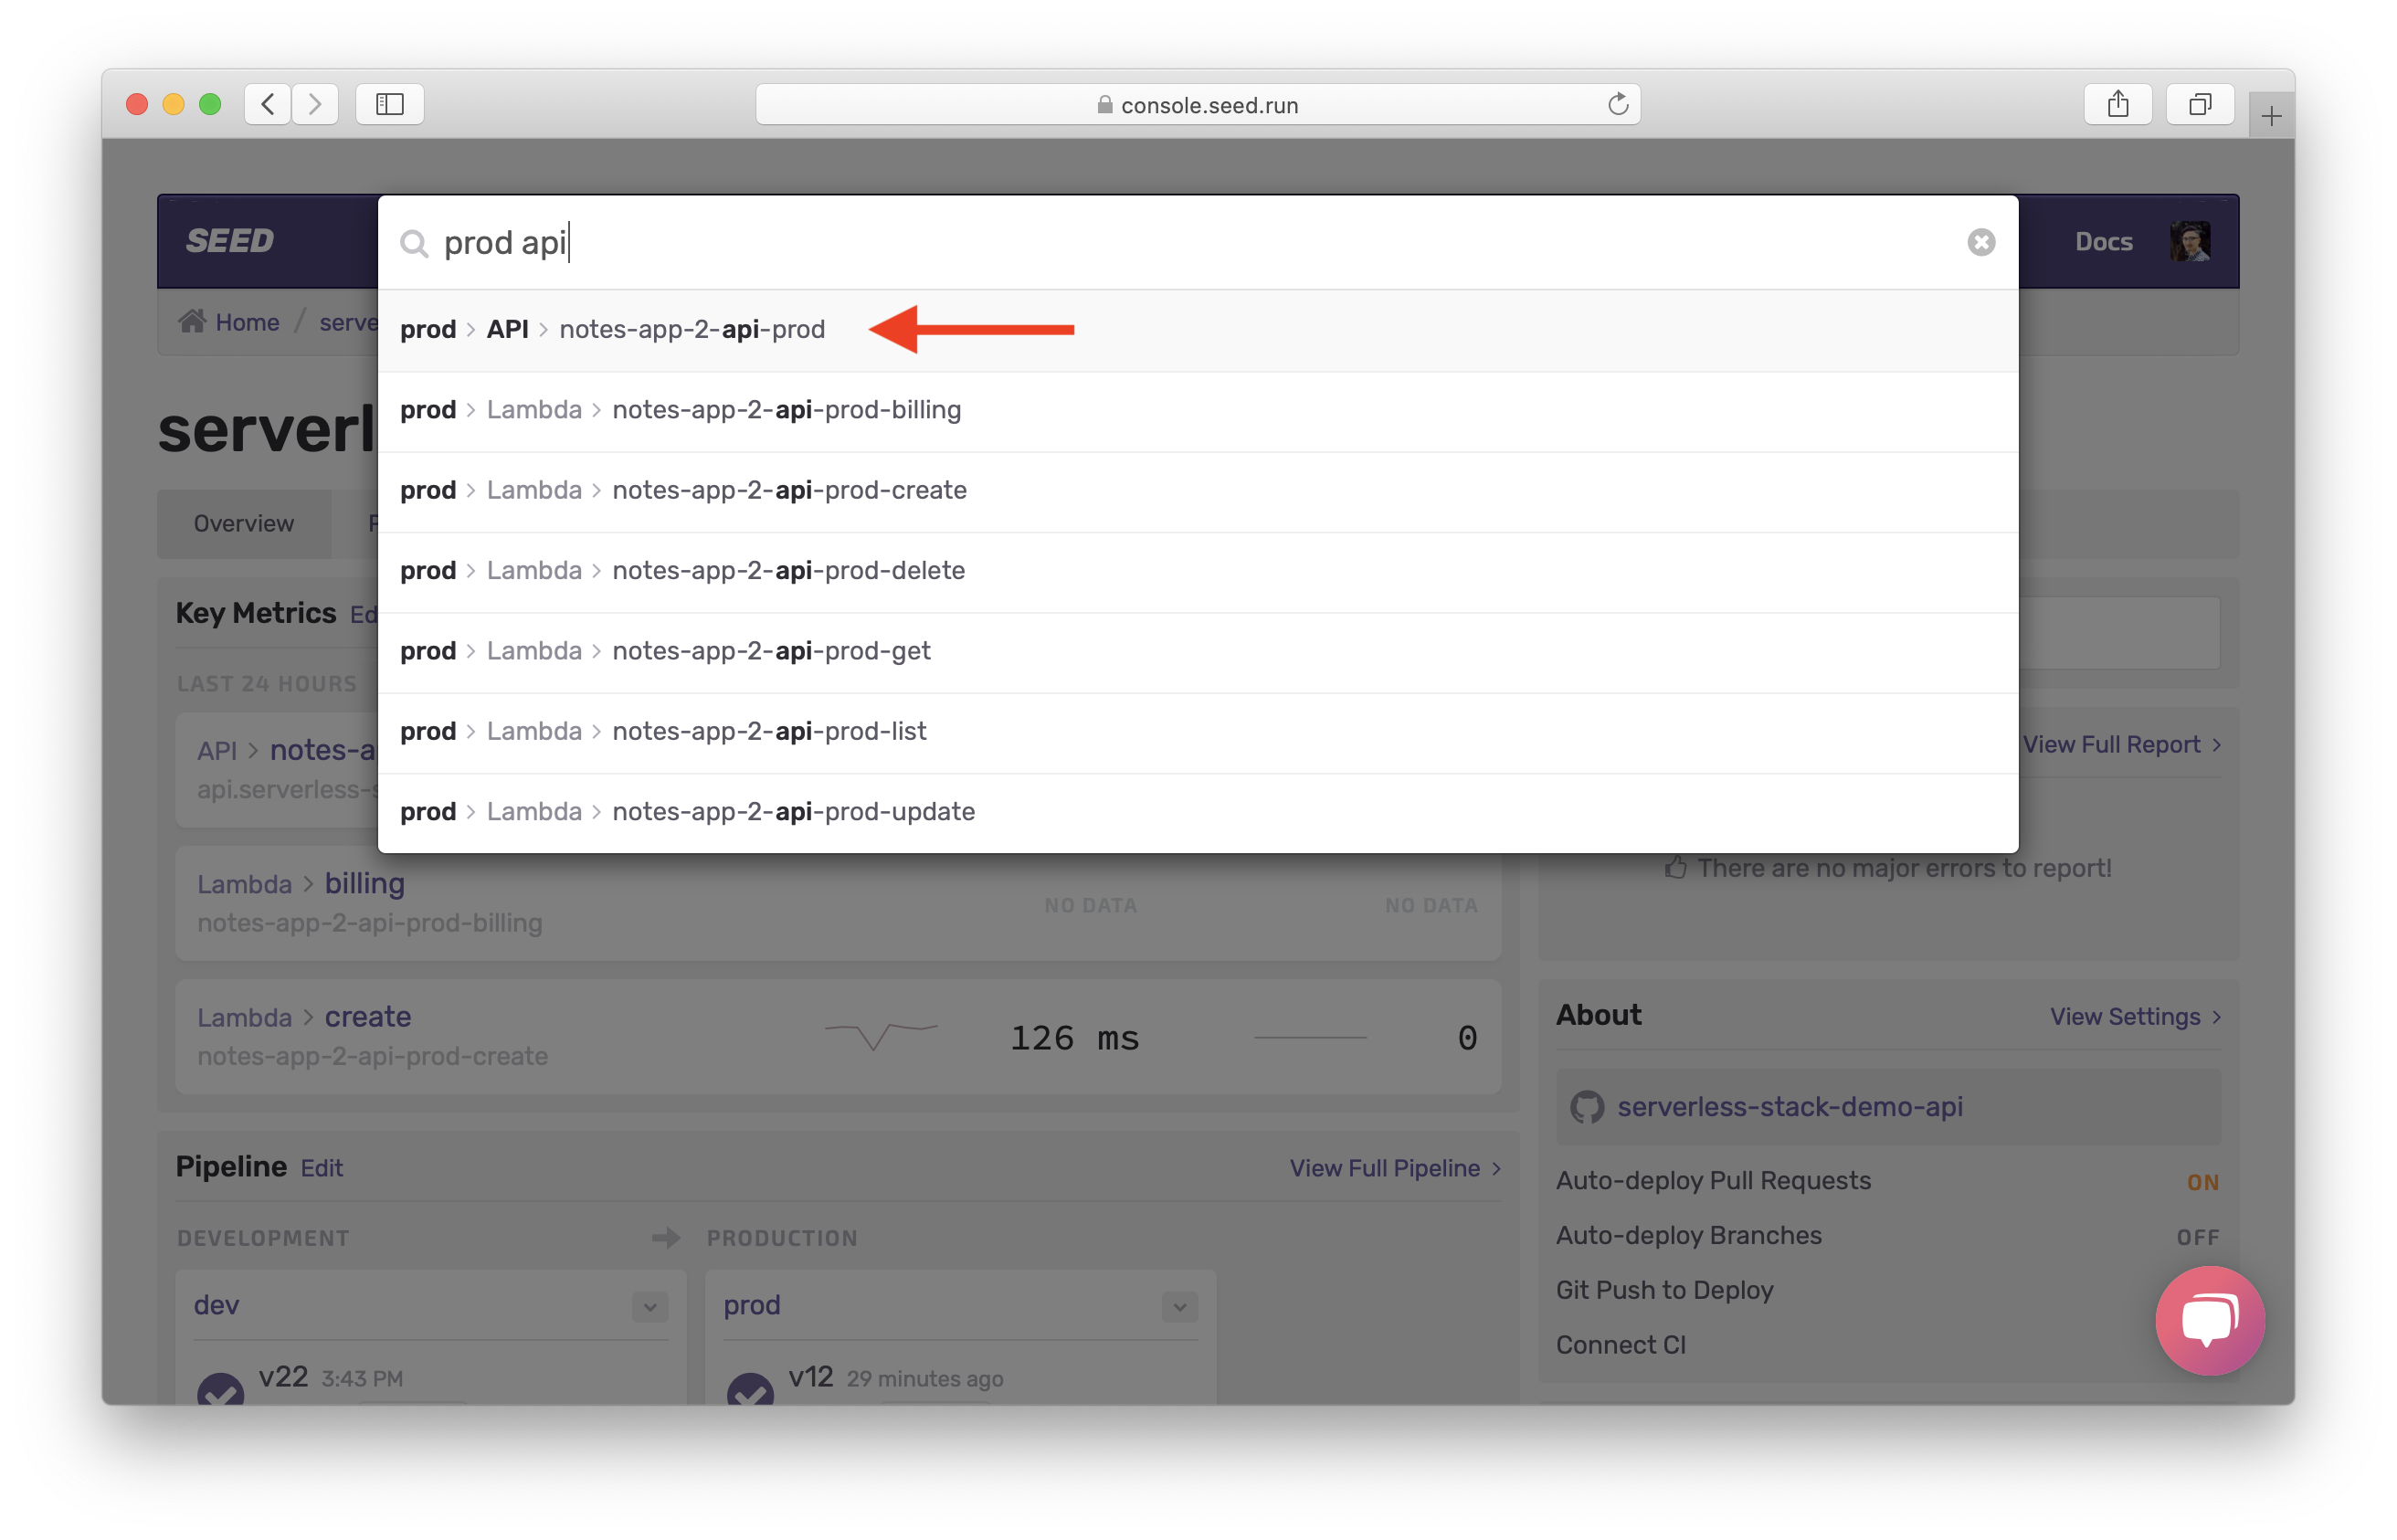 console.seed.run
SEED
prod api
Docs
Home / serve
prod > API > notes-app-2-api-prod
prod > Lambda > notes-app-2-api-prod-billing
serverl
prod > Lambda > notes-app-2-api-prod-create
Overview
prod > Lambda > notes-app-2-api-prod-delete
Key Metrics Ed
prod > Lambda > notes-app-2-api-prod-get
LAST 24 HOURS
prod > Lambda > notes-app-2-api-prod-list
API > notes-a
View Full Report >
api.serverless-s
prod > Lambda > notes-app-2-api-prod-update
There are no major errors to report!
Lambda > billing
notes-app-2-api-prod-billing
NO DATA
NO DATA
Lambda > create
notes-app-2-api-prod-create
126 ms
0
About
View Settings >
serverless-stack-demo-api
Auto-deploy Pull Requests
ON
Auto-deploy Branches
OFF
Git Push to Deploy
Connect CI
Pipeline Edit
View Full Pipeline >
DEVELOPMENT
PRODUCTION
dev
prod
v22 3:43 PM
v12 29 minutes ago